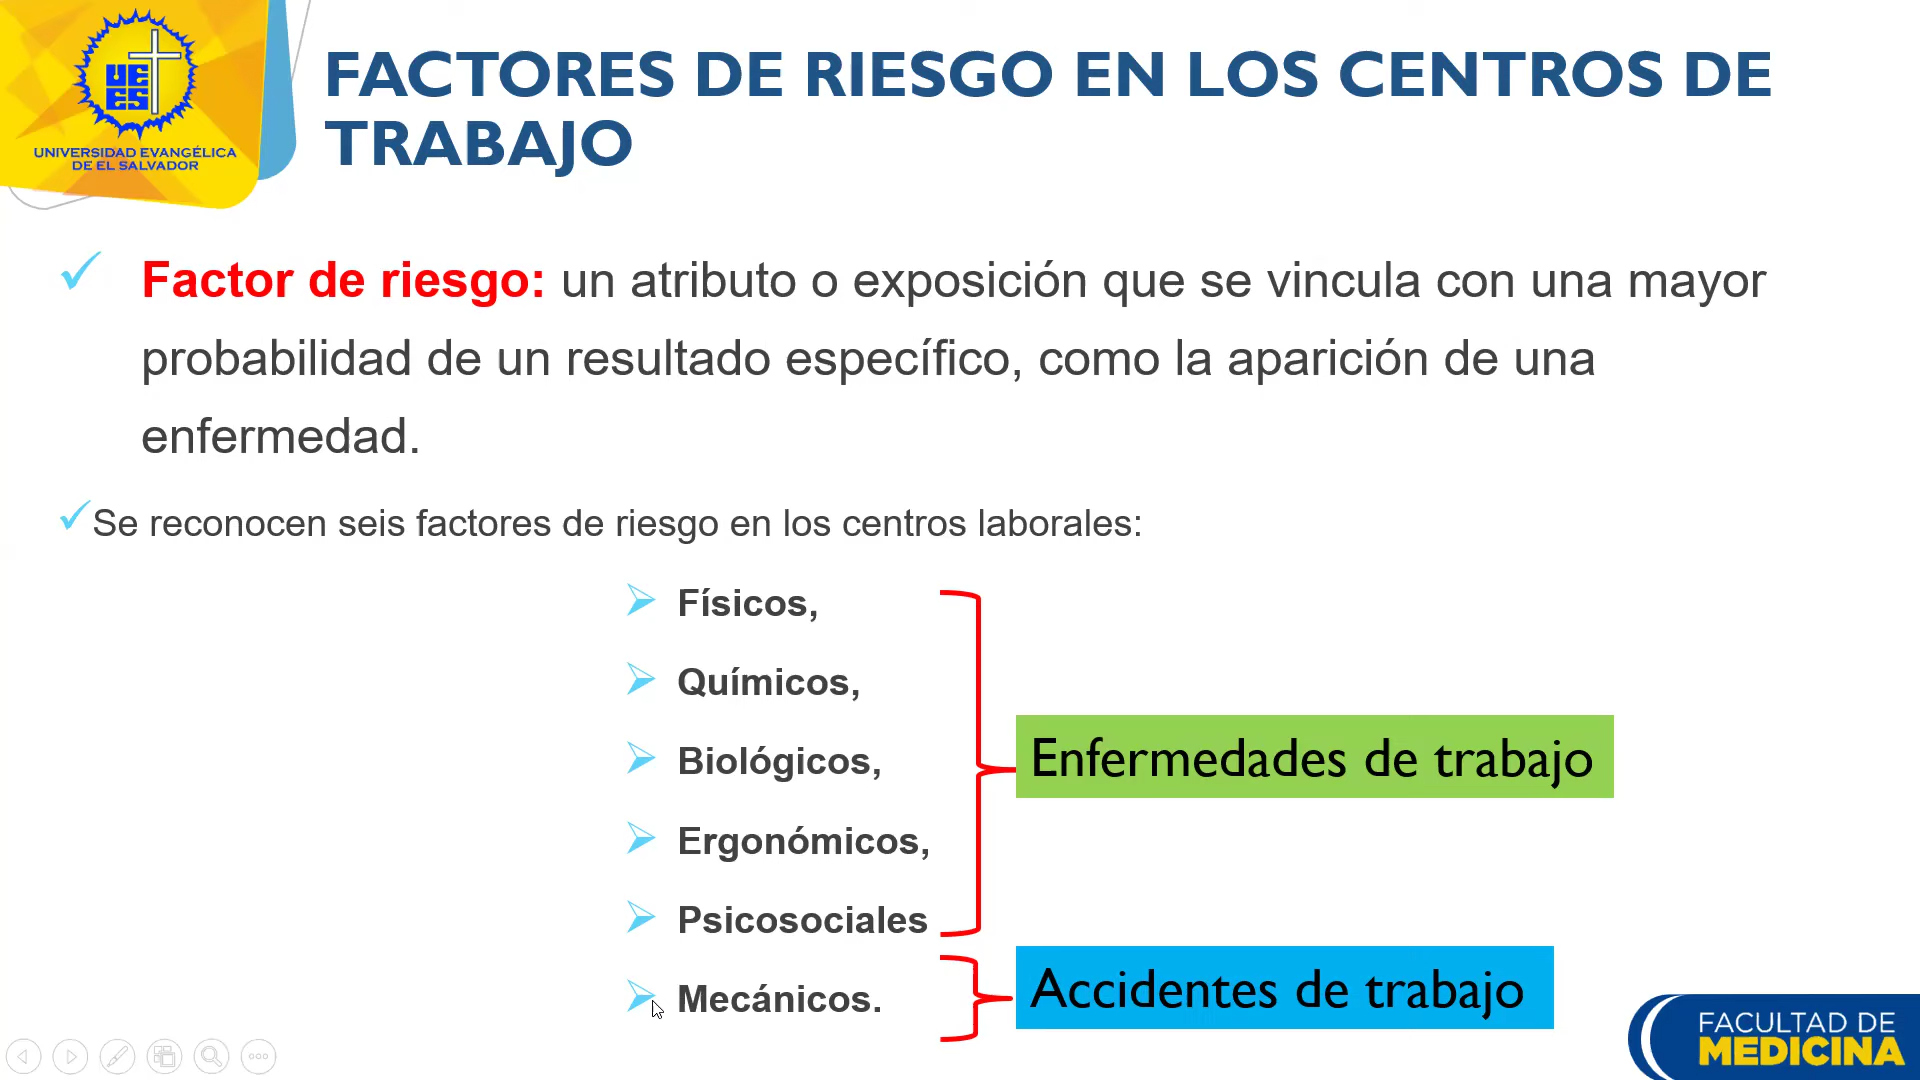 UE
ES
UNIVERSIDAD EVANGÉLICA
DE EL SALVADOR
FACTORES DE RIESGO EN LOS CENTROS DE
TRABAJO
Factor de riesgo: un atributo o exposición que se vincula con una mayor
probabilidad de un resultado específico, como la aparición de una
enfermedad.
Se reconocen seis factores de riesgo en los centros laborales:
Físicos,
Químicos,
Biológicos,
Ergonómicos,
Psicosociales
Mecánicos.
Enfermedades de trabajo
Accidentes de trabajo
FACULTAD DE
MEDICINA